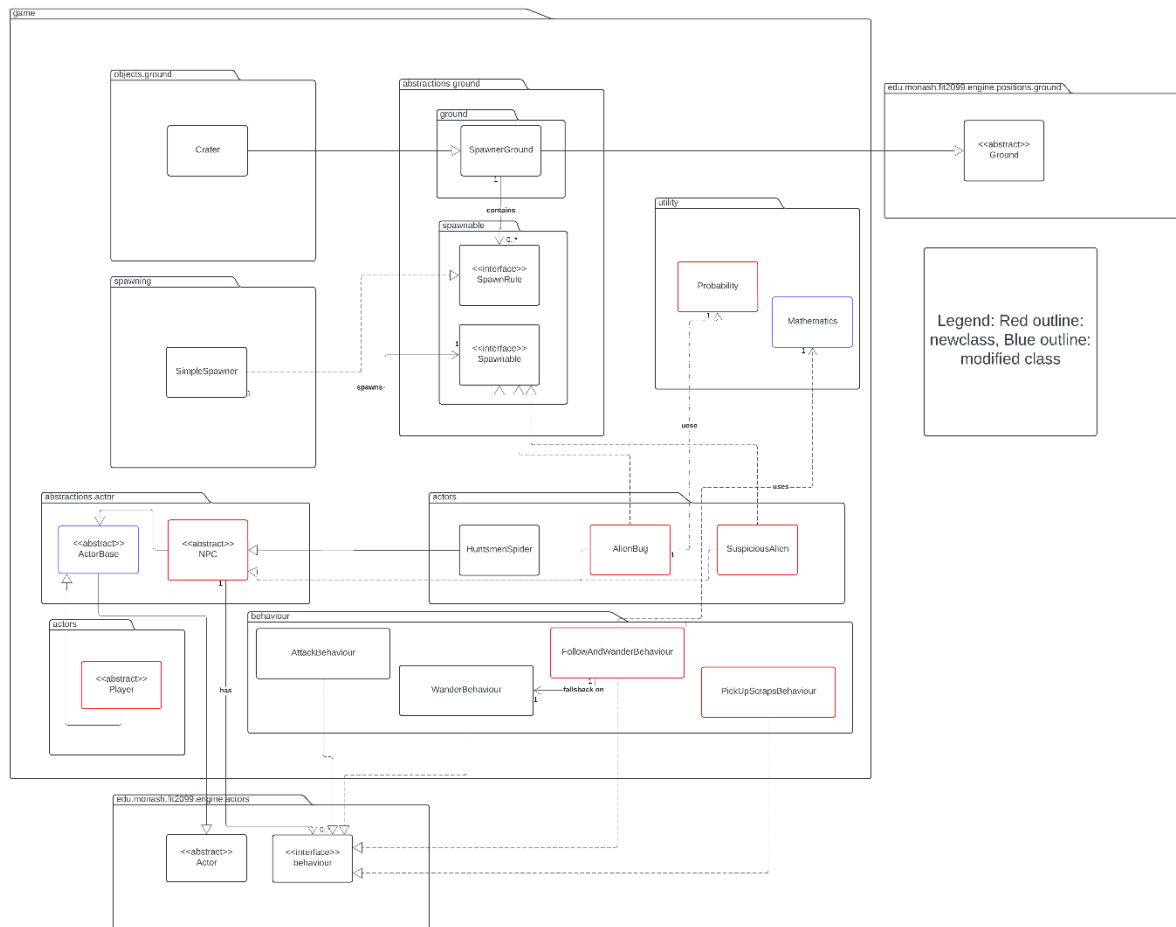 game
objects.ground
Crater
abstractions.ground
ground
SpawnerGround
1
contains
0..*
spawnable
<<interface>>
SpawnRule
<<interface>>
Spawnable
1
spawns
edu.monash.fit2099.engine.positions.ground
<<abstract>>
Ground
utility
Probability
1
Mathematics
1
Legend: Red outline:
newclass, Blue outline:
modified class
spawning
SimpleSpawner
1
uese
uses
abstractions.actor
<<abstract>>
ActorBase
<<abstract>>
NPC
1
actors
HuntsmenSpider
AlienBug
1
SuspiciousAlien
actors
<<abstract>>
Player
has
behaviour
AttackBehaviour
WanderBehaviour
1
FollowAndWanderBehaviour
1
fallsback on
PickUpScrapsBehaviour
edu.monash.fit2099.engine.actors
<<abstract>>
Actor
<<interface>>
behaviour